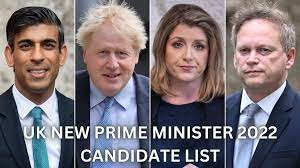 UK NEW PRIME MINISTER 2022
CANDIDATE LIST